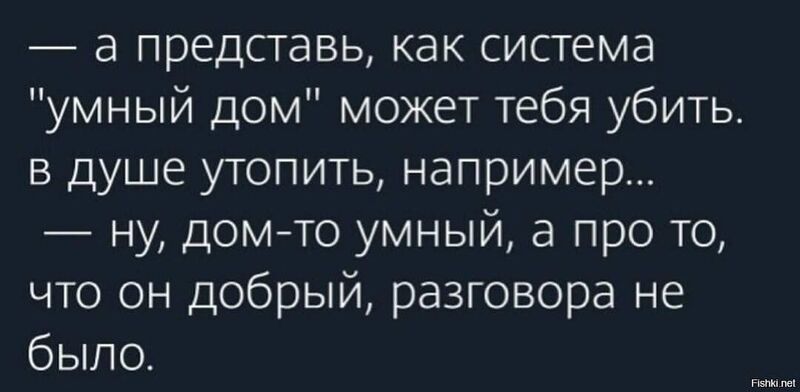 — а представь, как система
"умный дом" может тебя убить.
в душе утопить, например...
— ну, дом-то умный, а про то,
что он добрый, разговора не
было.
Fishki.net